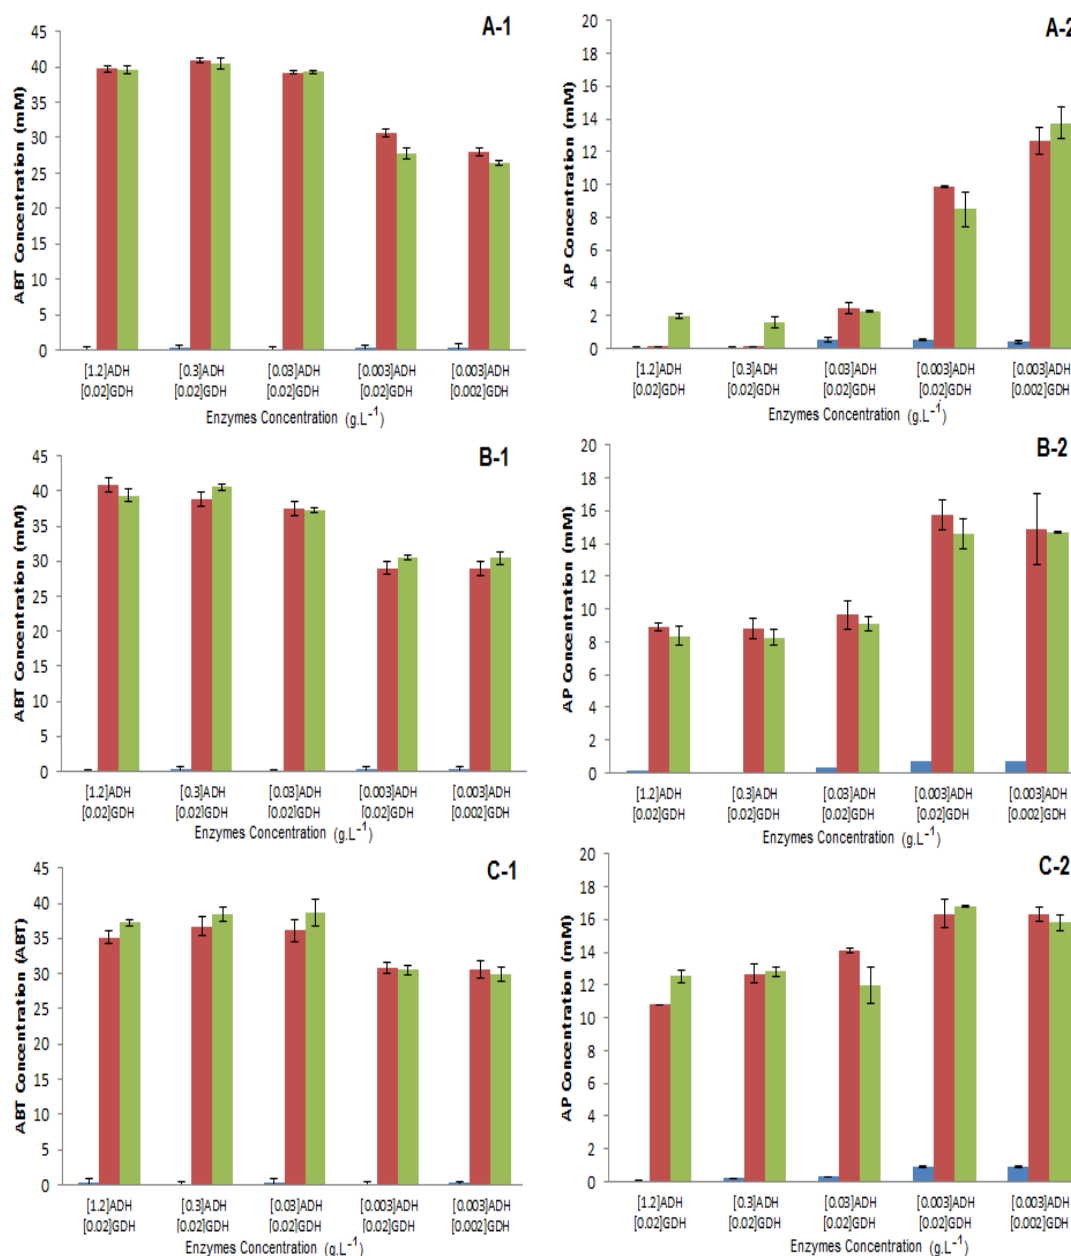 A-1
ABT Concentration (mM)
45
40
35
30
25
20
15
10
5
0
[1.2]ADH [0.3]ADH [0.03]ADH [0.003]ADH [0.003]ADH
[0.02]GDH [0.02]GDH [0.02]GDH [0.02]GDH [0.002]GDH
Enzymes Concentration (g.L⁻¹)
A-2
AP Concentration (mM)
20
18
16
14
12
10
8
6
4
2
0
[1.2]ADH [0.3]ADH [0.03]ADH [0.003]ADH [0.003]ADH
[0.02]GDH [0.02]GDH [0.02]GDH [0.02]GDH [0.002]GDH
Enzymes Concentration (g.L⁻¹)
B-1
ABT Concentration (mM)
45
40
35
30
25
20
15
10
5
0
[1.2]ADH [0.3]ADH [0.03]ADH [0.003]ADH [0.003]ADH
[0.02]GDH [0.02]GDH [0.02]GDH [0.02]GDH [0.002]GDH
Enzymes Concentration (g.L⁻¹)
B-2
AP Concentration (mM)
20
18
16
14
12
10
8
6
4
2
0
[1.2]ADH [0.3]ADH [0.03]ADH [0.003]ADH [0.003]ADH
[0.02]GDH [0.02]GDH [0.02]GDH [0.02]GDH [0.002]GDH
Enzymes Concentration (g.L⁻¹)
C-1
ABT Concentration (ABT)
45
40
35
30
25
20
15
10
5
0
[1.2]ADH [0.3]ADH [0.03]ADH [0.003]ADH [0.003]ADH
[0.02]GDH [0.02]GDH [0.02]GDH [0.02]GDH [0.002]GDH
Enzymes Concentration (g.L⁻¹)
C-2
AP Concentration (mM)
20
18
16
14
12
10
8
6
4
2
0
[1.2]ADH [0.3]ADH [0.03]ADH [0.003]ADH [0.003]ADH
[0.02]GDH [0.02]GDH [0.02]GDH [0.02]GDH [0.002]GDH
Enzymes Concentration (g.L⁻¹)